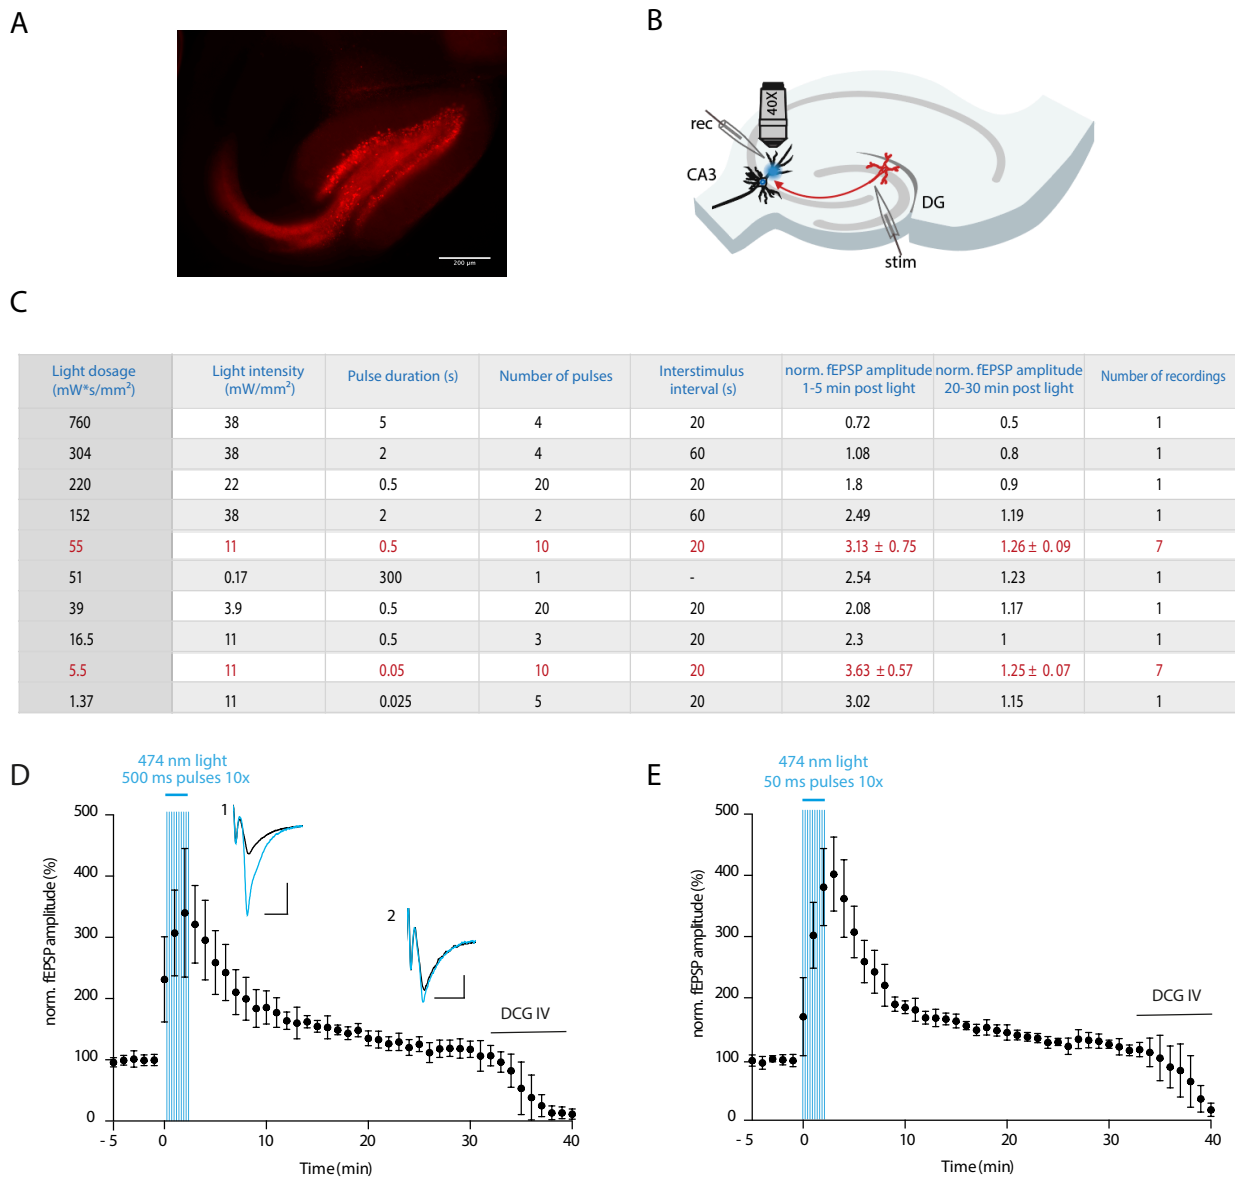 A
200 µm
B
40X
rec
CA3
DG
stim
C
Light dosage (mW*s/mm²) Light intensity (mW/mm²) Pulse duration (s) Number of pulses Interstimulus interval (s) norm. fEPSP amplitude 1-5 min post light norm. fEPSP amplitude 20-30 min post light Number of recordings
760 38 5 4 20 0.72 0.5 1
304 38 2 4 60 1.08 0.8 1
220 22 0.5 20 20 1.8 0.9 1
152 38 2 2 60 2.49 1.19 1
55 11 0.5 10 20 3.13 ± 0. 75 1.26 ± 0. 09 7
51 0.17 300 1 - 2.54 1.23 1
39 3.9 0.5 20 20 2.08 1.17 1
16.5 11 0.5 3 20 2.3 1 1
5.5 11 0.05 10 20 3.63 ± 0.57 1.25 ± 0. 07 7
1.37 11 0.025 5 20 3.02 1.15 1
D
474 nm light
500 ms pulses 10x
norm. fEPSP amplitude (%)
500
400
300
200
100
0
1
2
DCG IV
- 5 0 10 20 30 40
Time (min)
E
474 nm light
50 ms pulses 10x
norm. fEPSP amplitude (%)
500
400
300
200
100
0
DCG IV
- 5 0 10 20 30 40
Time (min)